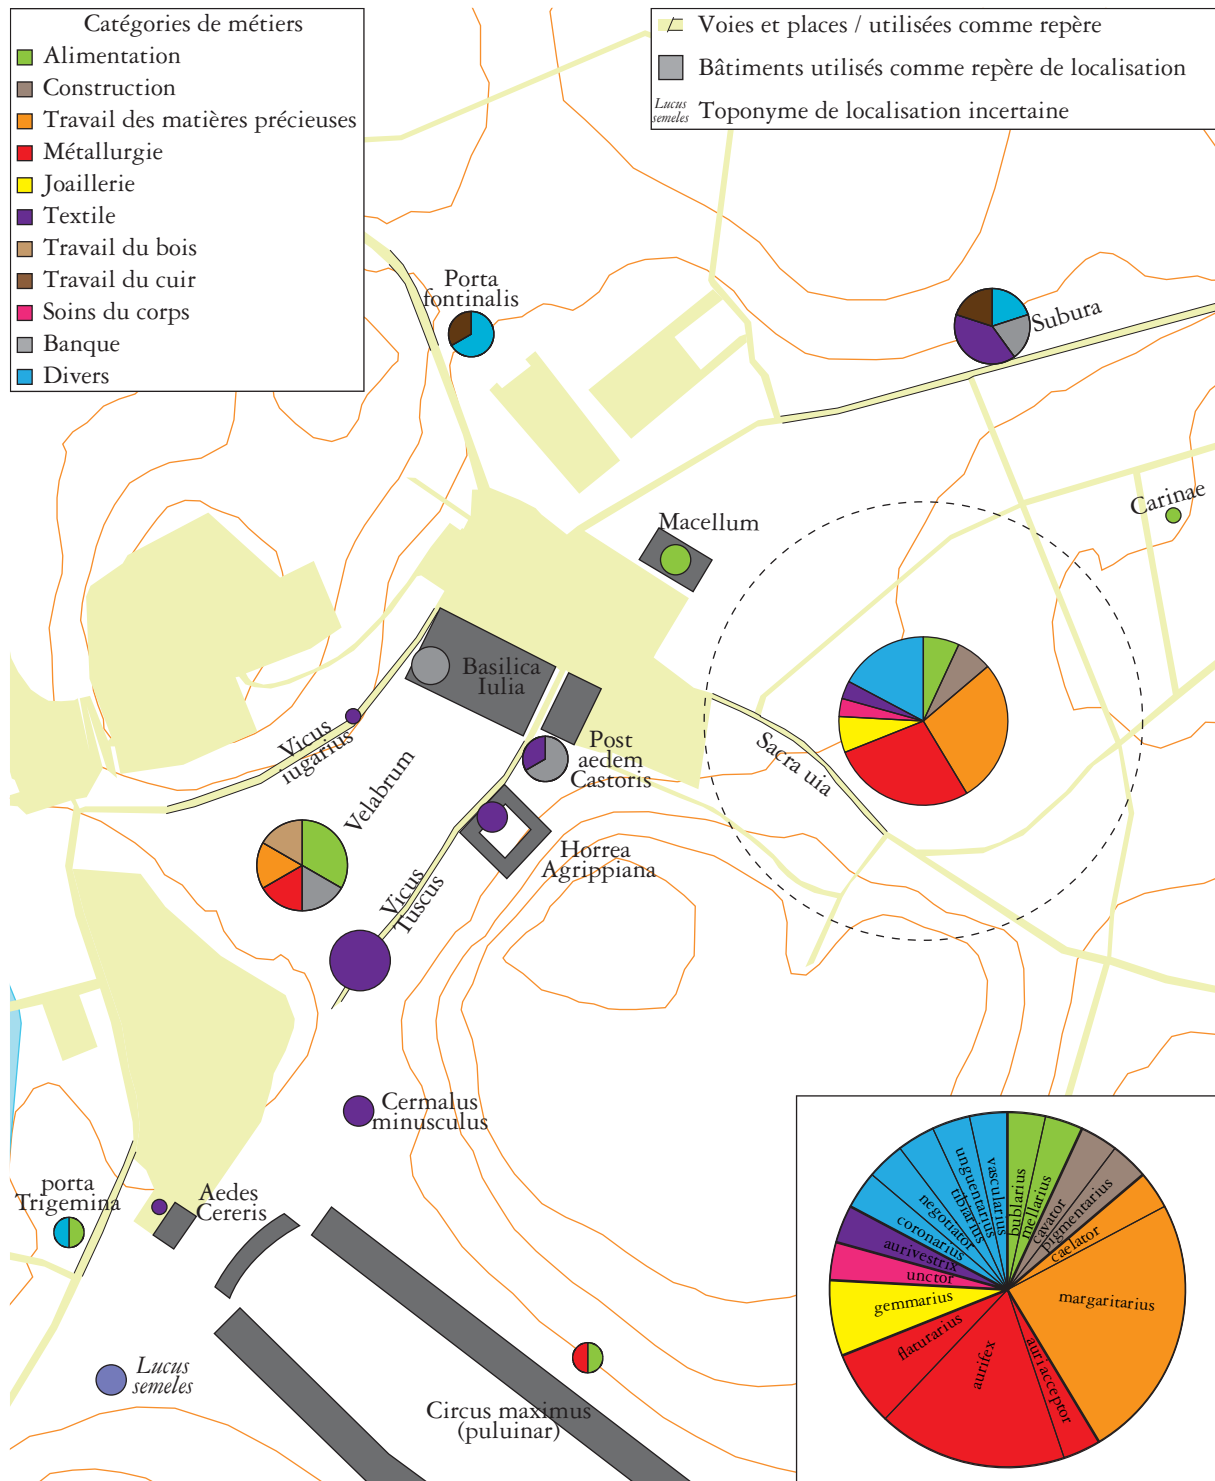 Catégories de métiers
Alimentation
Construction
Travail des matières précieuses
Métallurgie
Joaillerie
Textile
Travail du bois
Travail du cuir
Soins du corps
Banque
Divers
Voies et places / utilisées comme repère
Bâtiments utilisés comme repère de localisation
Lucus
semeles
Toponyme de localisation incertaine
Porta
fontinalis
Subura
Carinae
Macellum
Basilica
Iulia
Vicus
iugarius
Post
aedem
Castoris
Sacra uia
Velabrum
Horrea
Agrippiana
Vicus
Tuscus
Cermalus
minusculus
porta
Trigemina
Aedes
Cereris
Lucus
semeles
Circus maximus
(puluinar)
bublarius
mellarius
cavator
pigmentarius
caelator
margaritarius
auriacceptor
aurifex
flaturarius
gemmarius
unctor
aurivestrix
coronarius
negotiator
tibiarius
unguentarius
vascularius